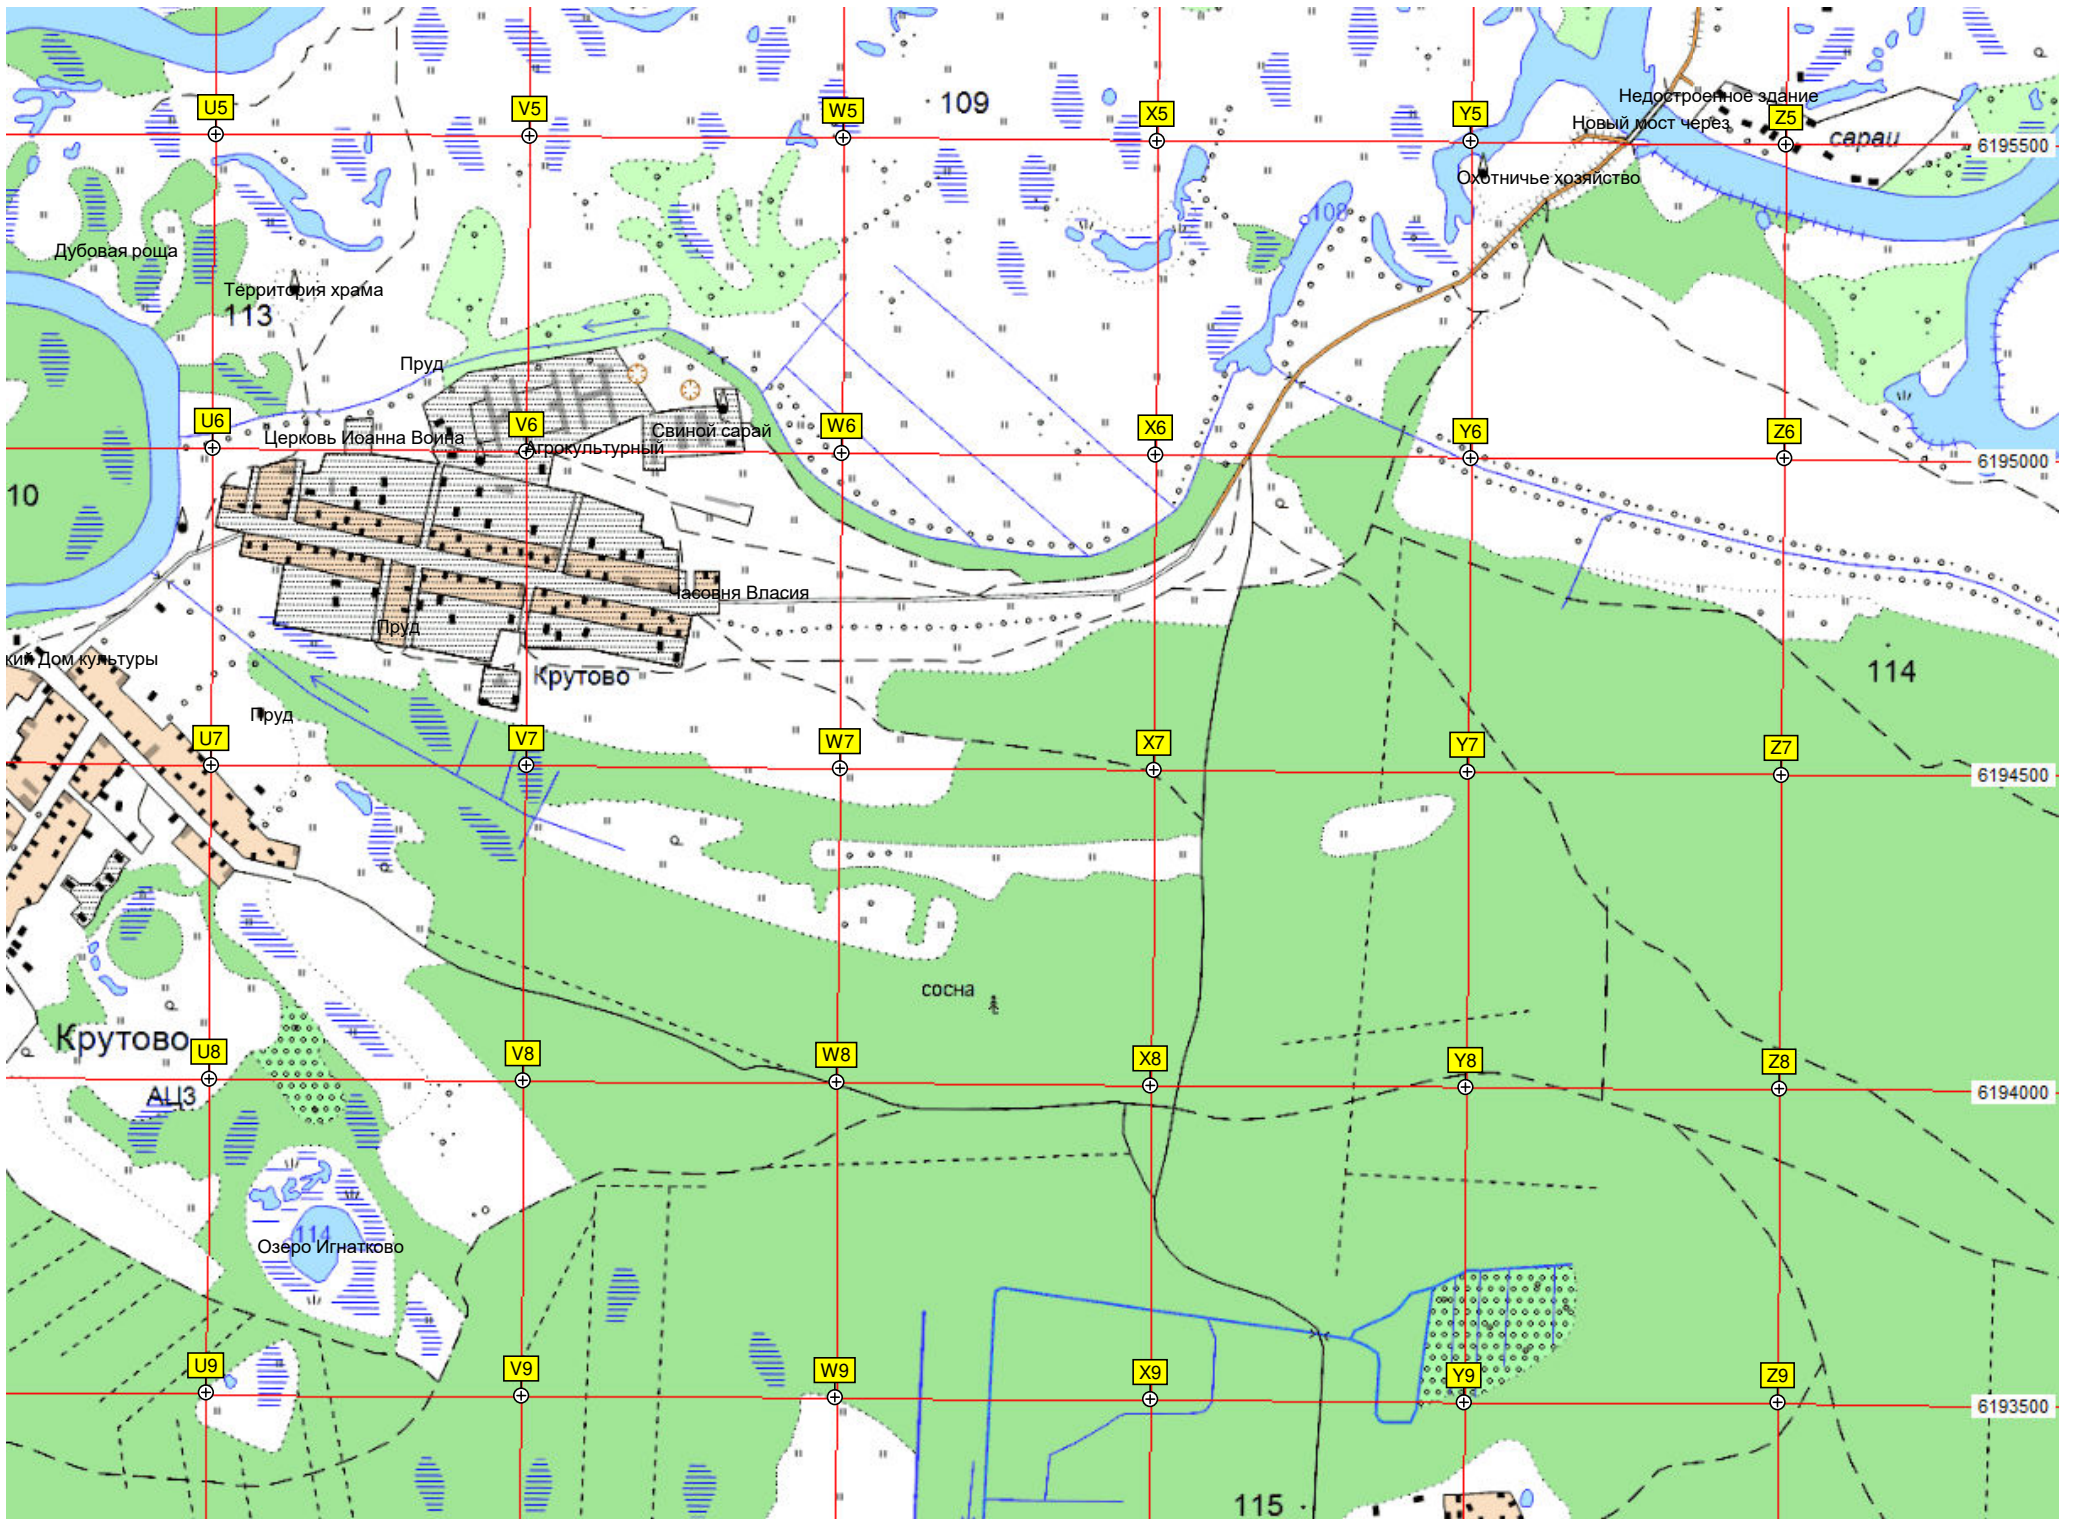 109
Недостроенное здание
U5
V5
W5
X5
Y5
Z5
Новый мост через
сараи
6195500
Охотничье хозяйство
108
Дубовая роща
Территория храма
113
Пруд
U6
V6
W6
X6
Y6
Z6
Церковь Иоанна Воина
Свиной сарай
Агрокультурный
6195000
10
Часовня Власия
Пруд
кий Дом культуры
Крутово
114
Пруд
U7
V7
W7
X7
Y7
Z7
6194500
сосна
Крутово
U8
V8
W8
X8
Y8
Z8
АЦЗ
6194000
114
Озеро Игнатково
U9
V9
W9
X9
Y9
Z9
6193500
115